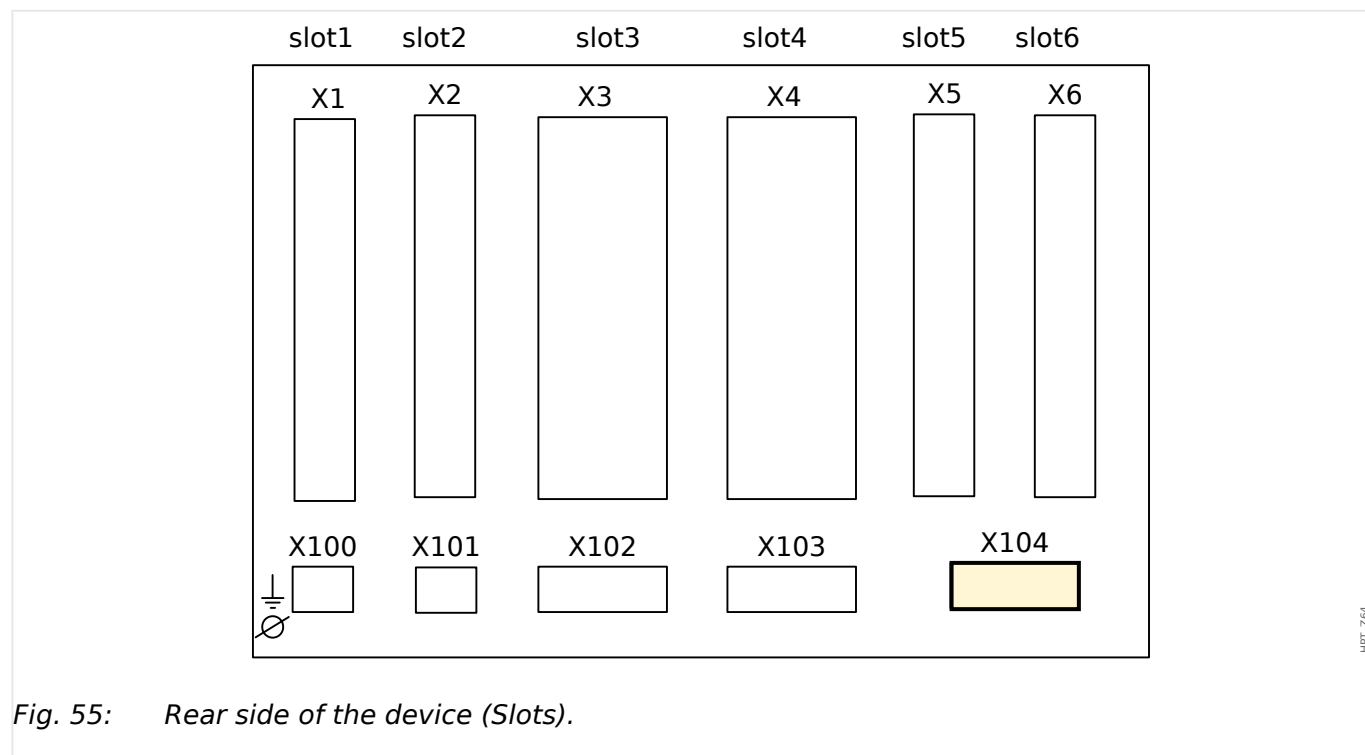 slot1 slot2 slot3 slot4 slot5 slot6
X1 X2 X3 X4 X5 X6
X100 X101 X102 X103 X104
HPT_Z64
Fig. 55: Rear side of the device (Slots).